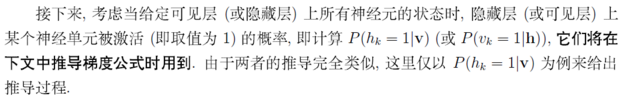 接下来, 考虑当给定可见层 (或隐藏层) 上所有神经元的状态时, 隐藏层 (或可见层) 上
某个神经单元被激活 (即取值为 1) 的概率, 即计算 P(h_k = 1|v) (或 P(v_k = 1|h)), 它们将在
下文中推导梯度公式时用到. 由于两者的推导完全类似, 这里仅以 P(h_k = 1|v) 为例来给出
推导过程.